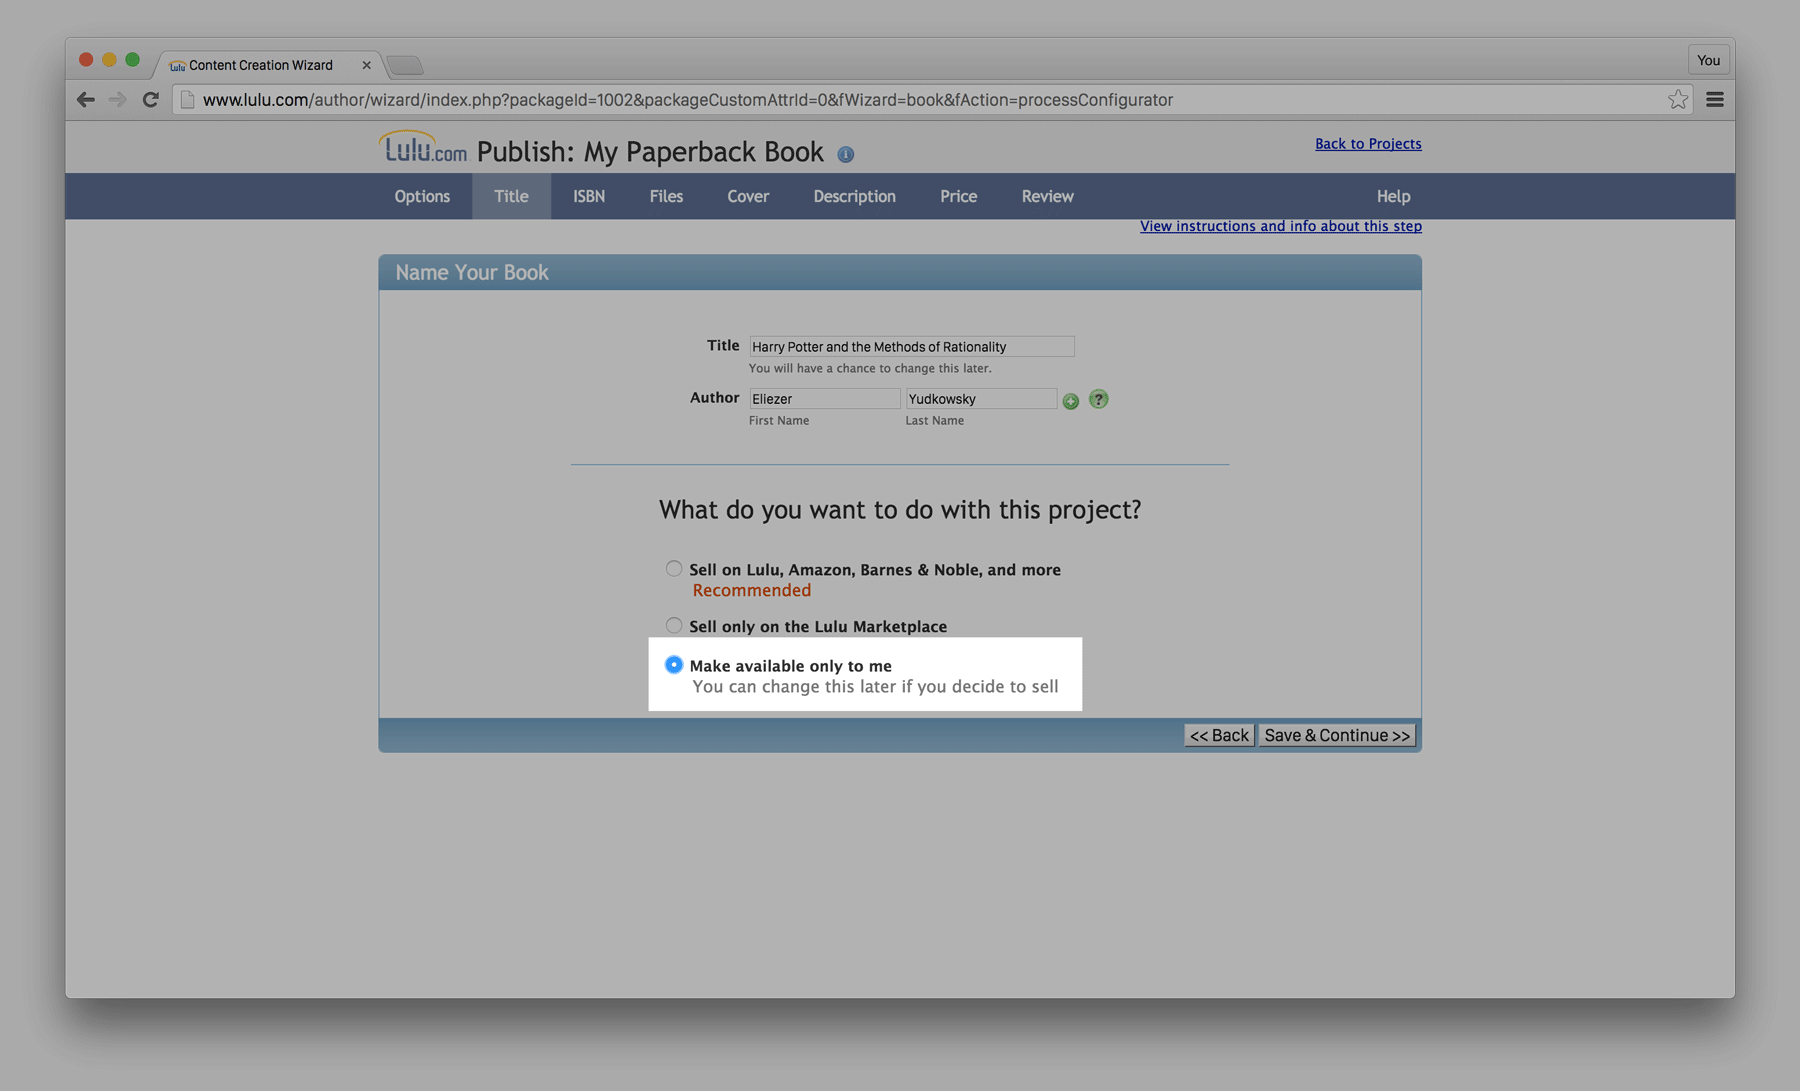 Lulu Content Creation Wizard
You
www.lulu.com/author/wizard/index.php?packageId=1002&packageCustomAttrId=0&fWizard=book&fAction=processConfigurator
Lulu.com Publish: My Paperback Book
Back to Projects
Options Title ISBN Files Cover Description Price Review Help
View instructions and info about this step
Name Your Book
Title Harry Potter and the Methods of Rationality
You will have a chance to change this later.
Author Eliezer Yudkowsky
First Name Last Name
What do you want to do with this project?
Sell on Lulu, Amazon, Barnes & Noble, and more
Recommended
Sell only on the Lulu Marketplace
Make available only to me
You can change this later if you decide to sell
<< Back Save & Continue >>